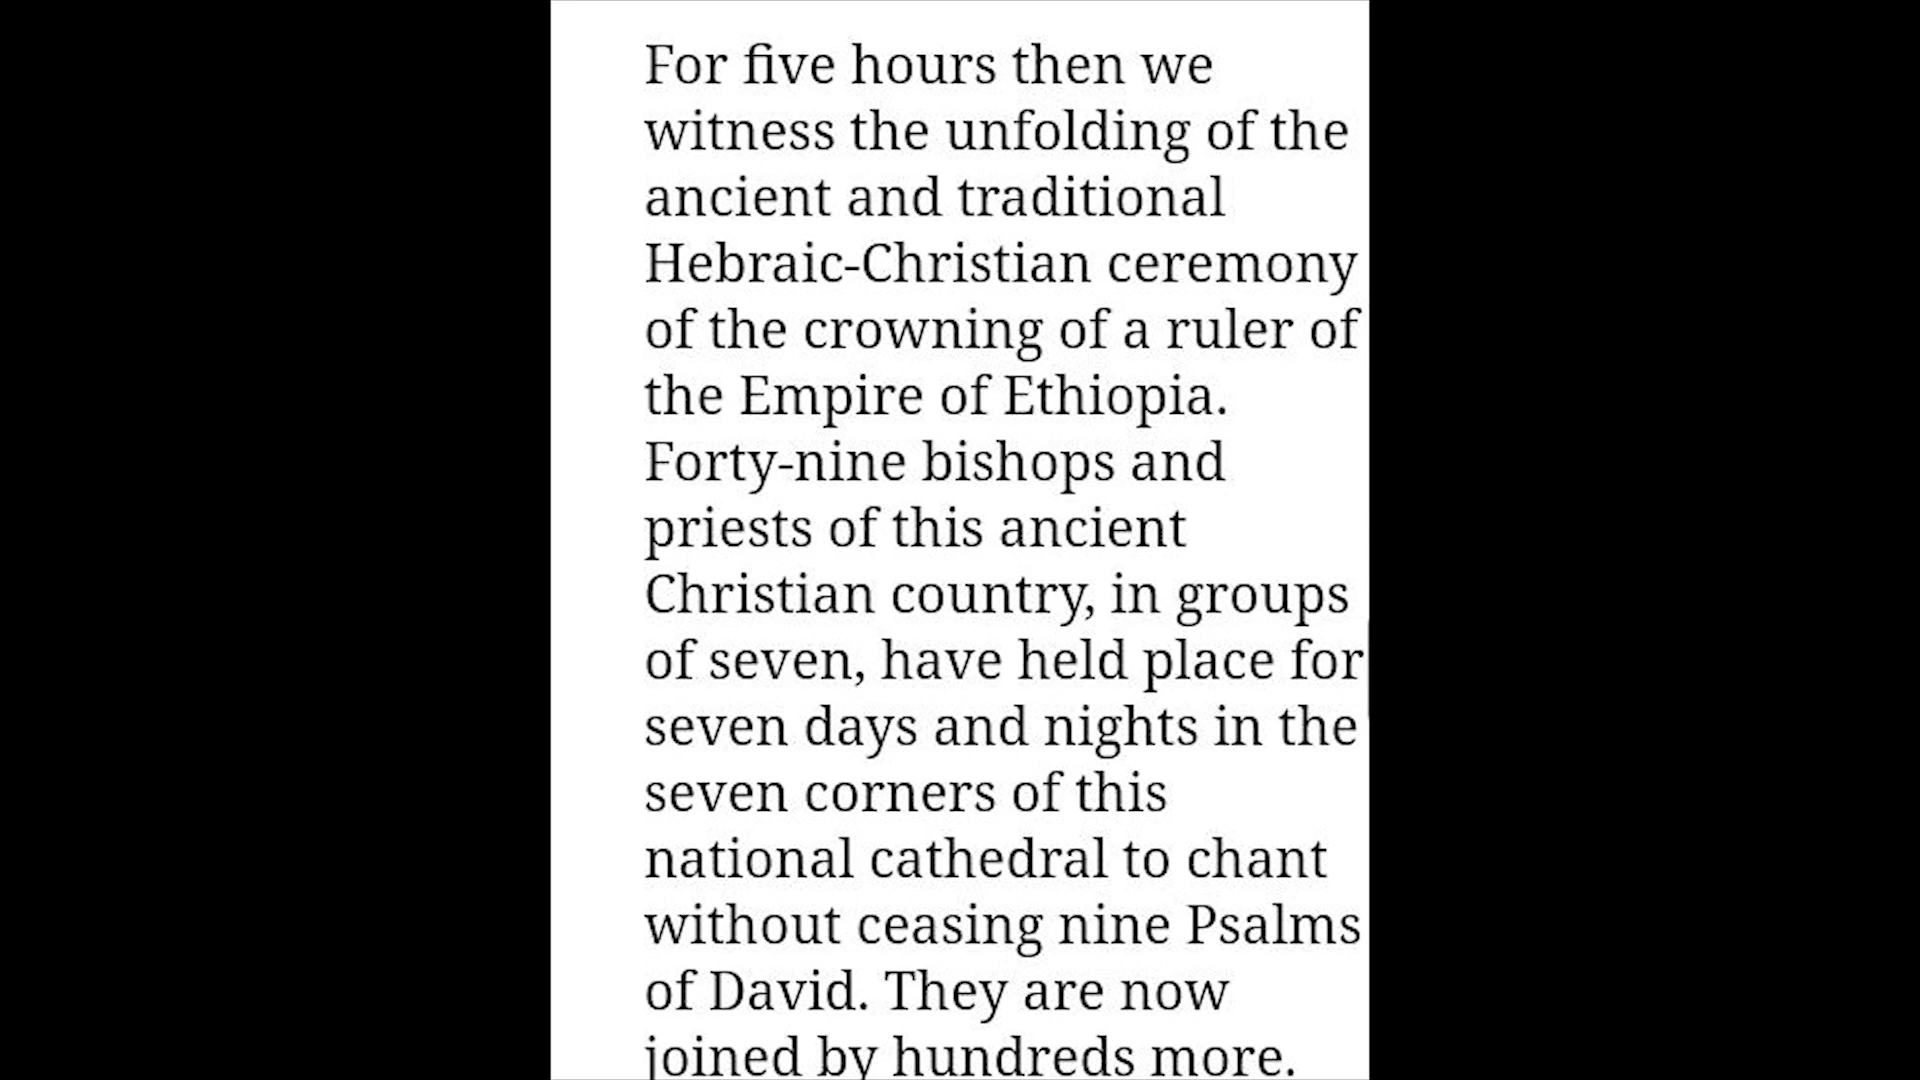 For five hours then we
witness the unfolding of the
ancient and traditional
Hebraic-Christian ceremony
of the crowning of a ruler of
the Empire of Ethiopia.
Forty-nine bishops and
priests of this ancient
Christian country, in groups
of seven, have held place for
seven days and nights in the
seven corners of this
national cathedral to chant
without ceasing nine Psalms
of David. They are now
joined by hundreds more.